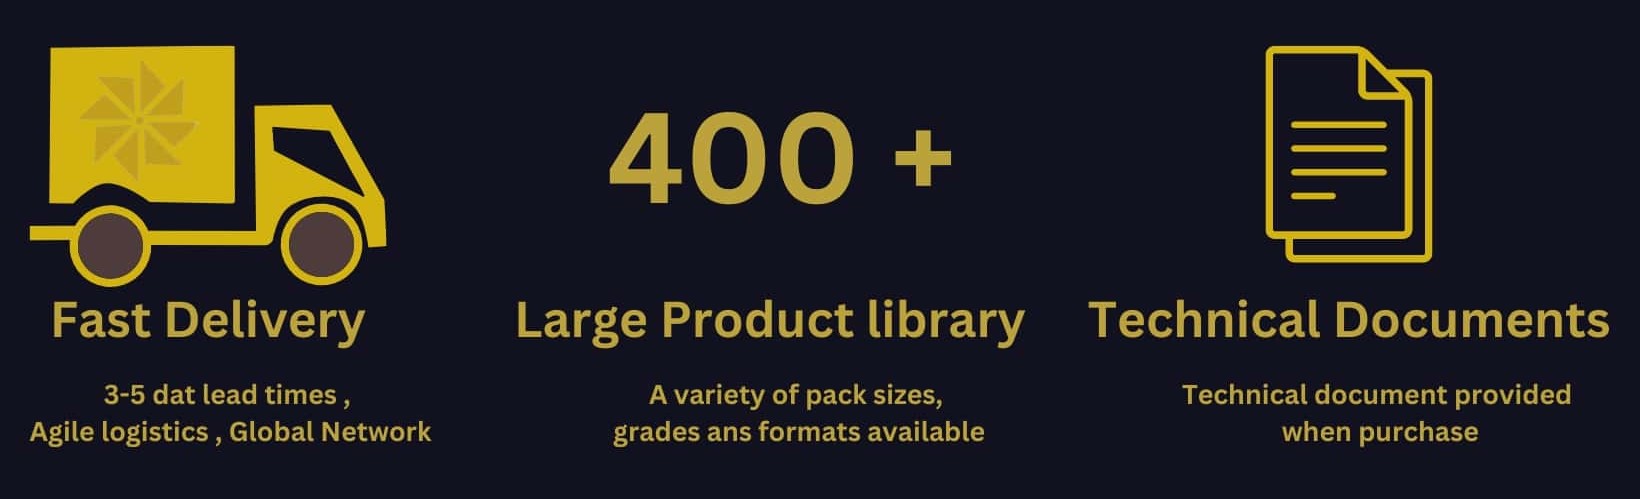 400 +
Fast Delivery
3-5 dat lead times ,
Agile logistics , Global Network
Large Product library
A variety of pack sizes,
grades ans formats available
Technical Documents
Technical document provided
when purchase